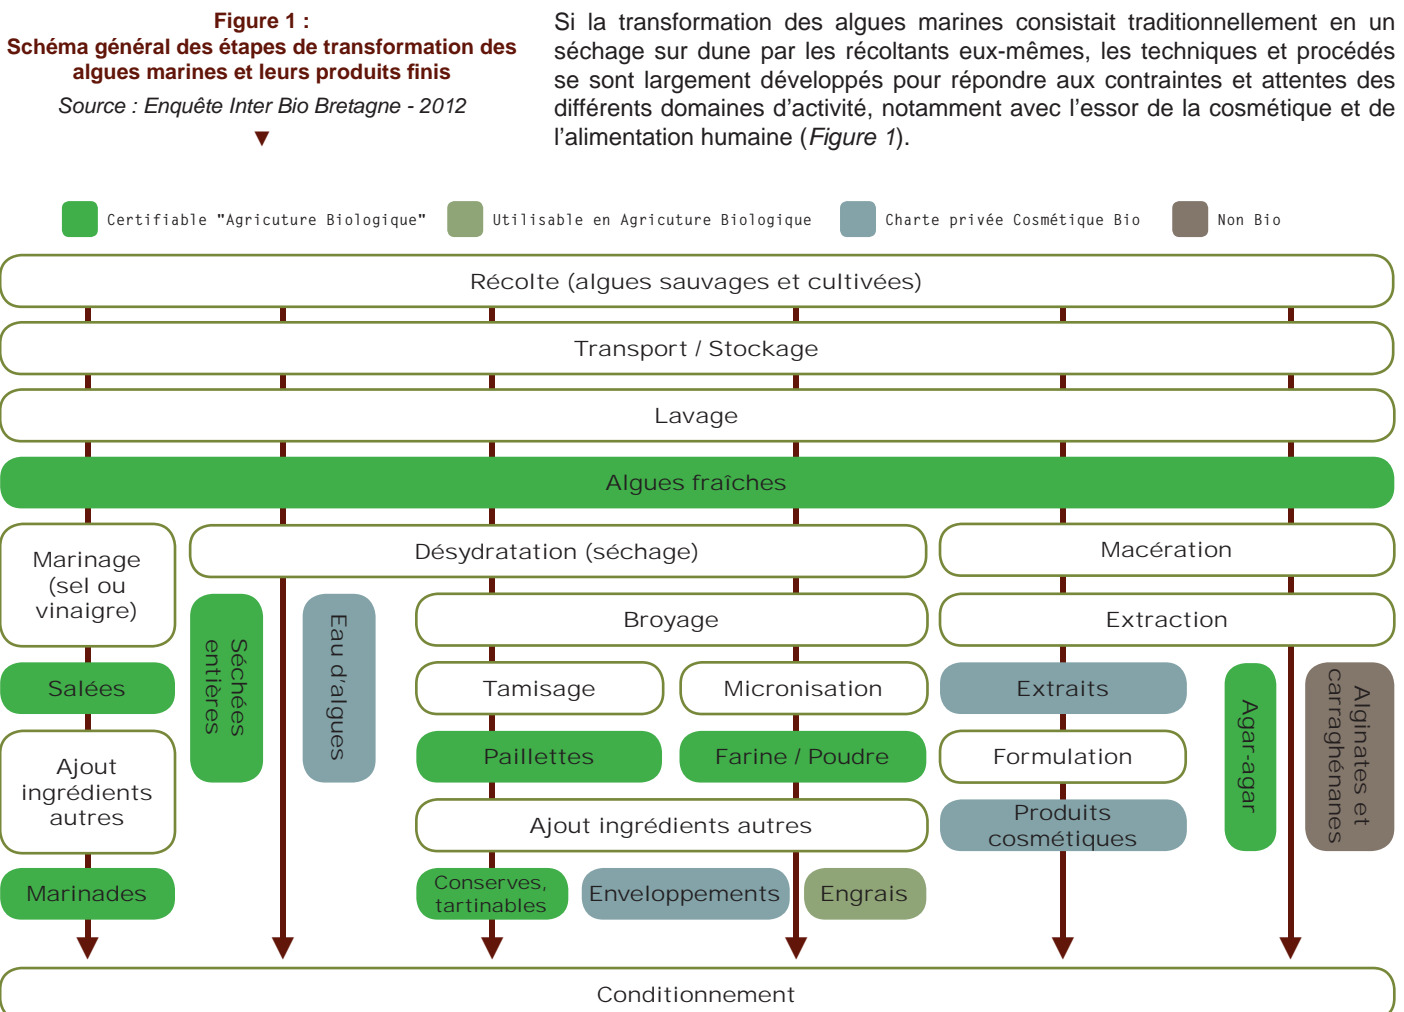 Figure 1 :
Schéma général des étapes de transformation des
algues marines et leurs produits finis
Source : Enquête Inter Bio Bretagne - 2012
▼
Si la transformation des algues marines consistait traditionnellement en un
séchage sur dune par les récoltants eux-mêmes, les techniques et procédés
se sont largement développés pour répondre aux contraintes et attentes des
différents domaines d'activité, notamment avec l'essor de la cosmétique et de
l'alimentation humaine (Figure 1).
Certifiable "Agricuture Biologique"
Utilisable en Agricuture Biologique
Charte privée Cosmétique Bio
Non Bio
Récolte (algues sauvages et cultivées)
Transport / Stockage
Lavage
Algues fraîches
Marinage
(sel ou
vinaigre)
Désydratation (séchage)
Macération
Séchées
entières
Eau d'algues
Broyage
Extraction
Salées
Tamisage
Micronisation
Extraits
Agar-agar
Alginates et
carraghénanes
Ajout
ingrédients
autres
Paillettes
Farine / Poudre
Formulation
Ajout ingrédients autres
Produits
cosmétiques
Marinades
Conserves,
tartinables
Enveloppements
Engrais
Conditionnement